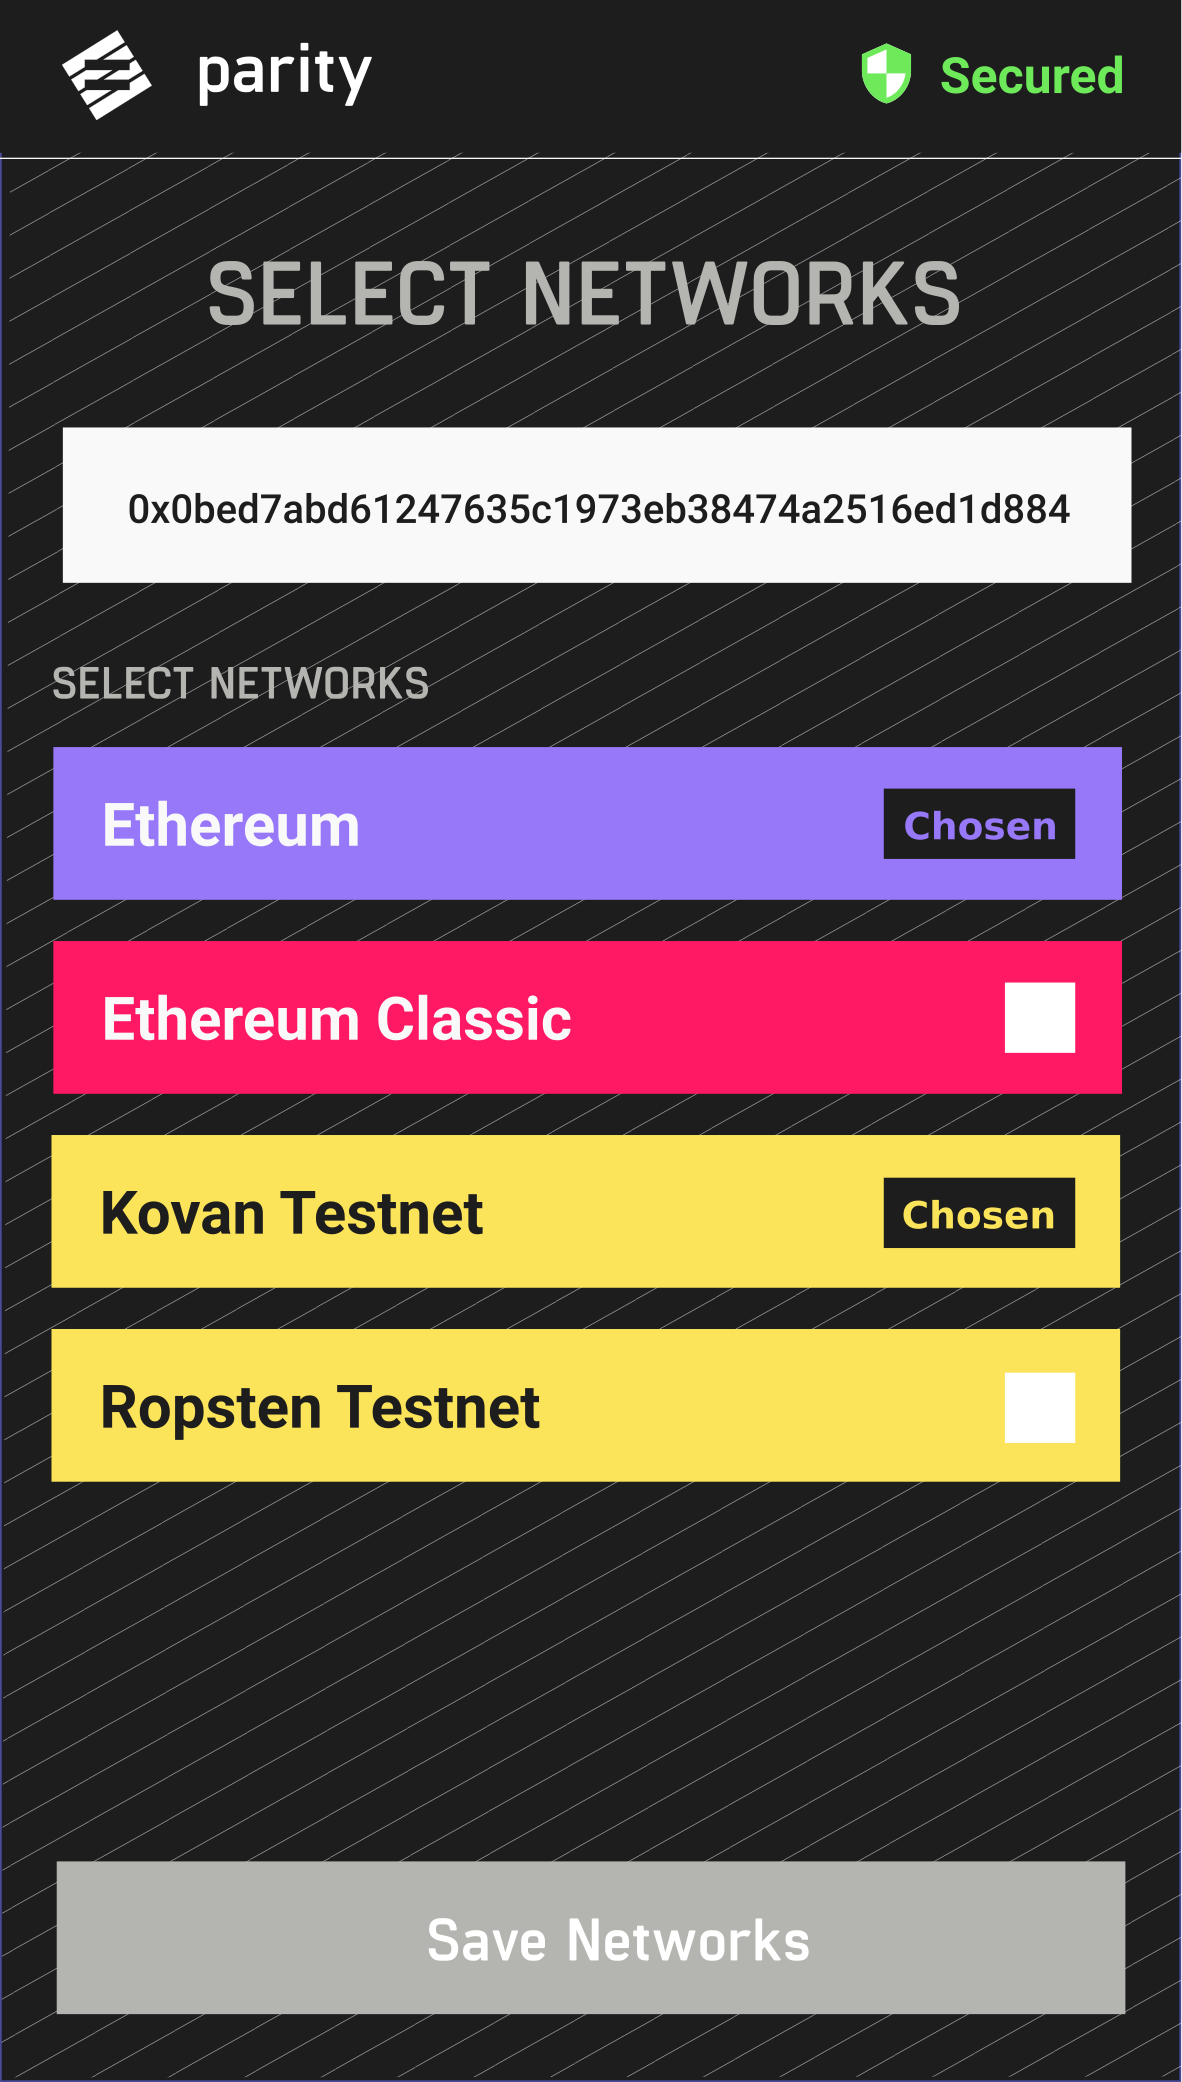 parity
Secured
SELECT NETWORKS
0x0bed7abd61247635c1973eb38474a2516ed1d884
SELECT NETWORKS
Ethereum
Chosen
Ethereum Classic
Kovan Testnet
Chosen
Ropsten Testnet
Save Networks